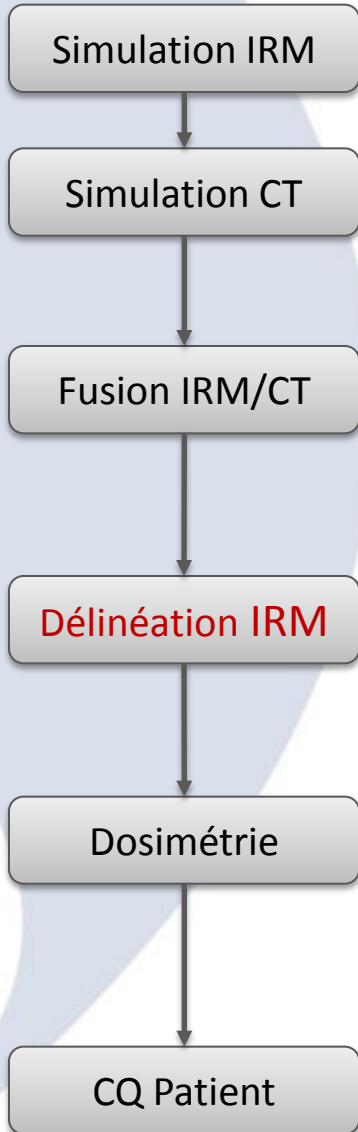 Simulation IRM
Simulation CT
Fusion IRM/CT
Délinéation IRM
Dosimétrie
CQ Patient